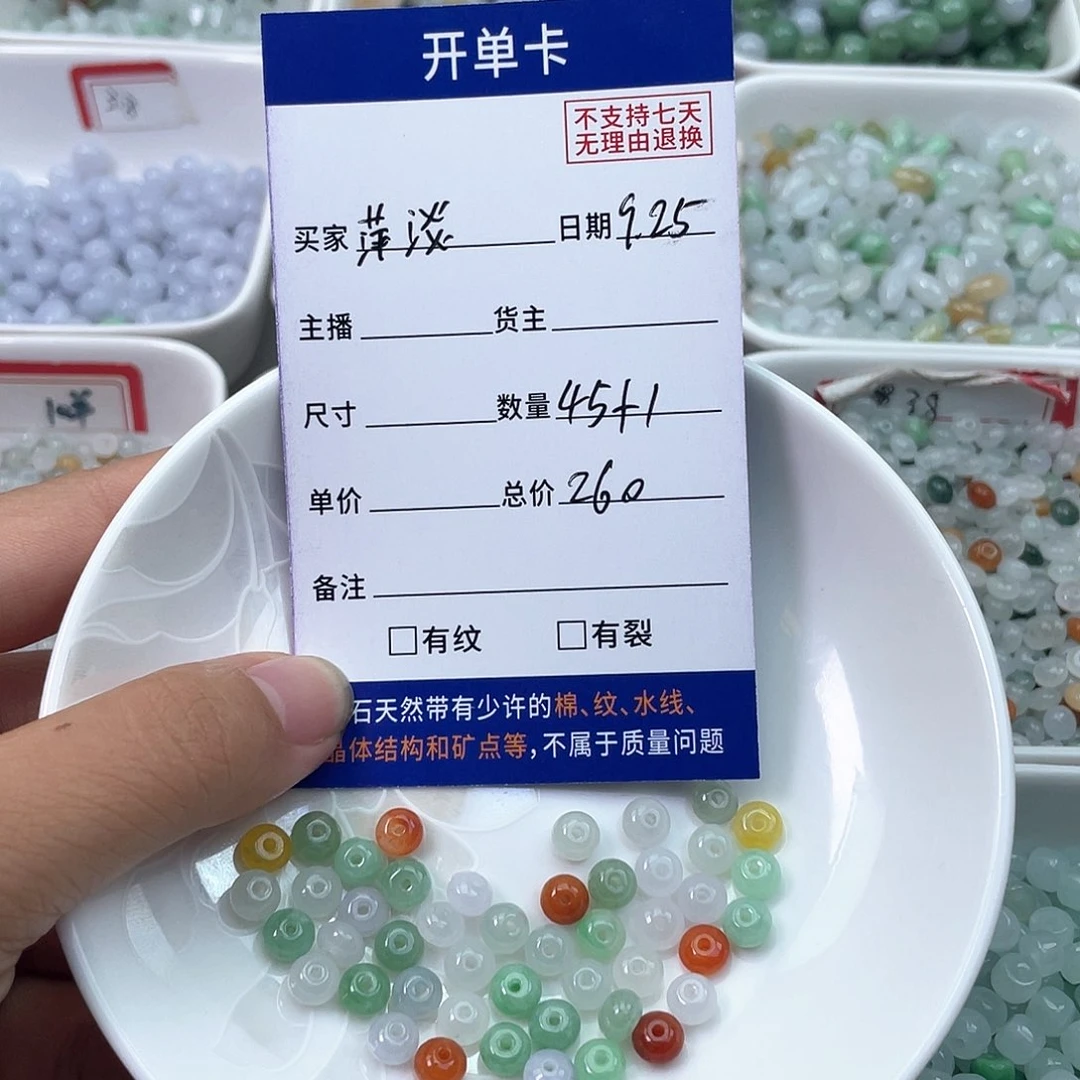 开单卡
不支持七天
无理由退换
买家 日期 9.25
主播 货主
尺寸 数量 45+1
单价 总价 260
备注
□有纹 □有裂
石天然带有少许的棉、纹、水线、
晶体结构和矿点等,不属于质量问题
38
38